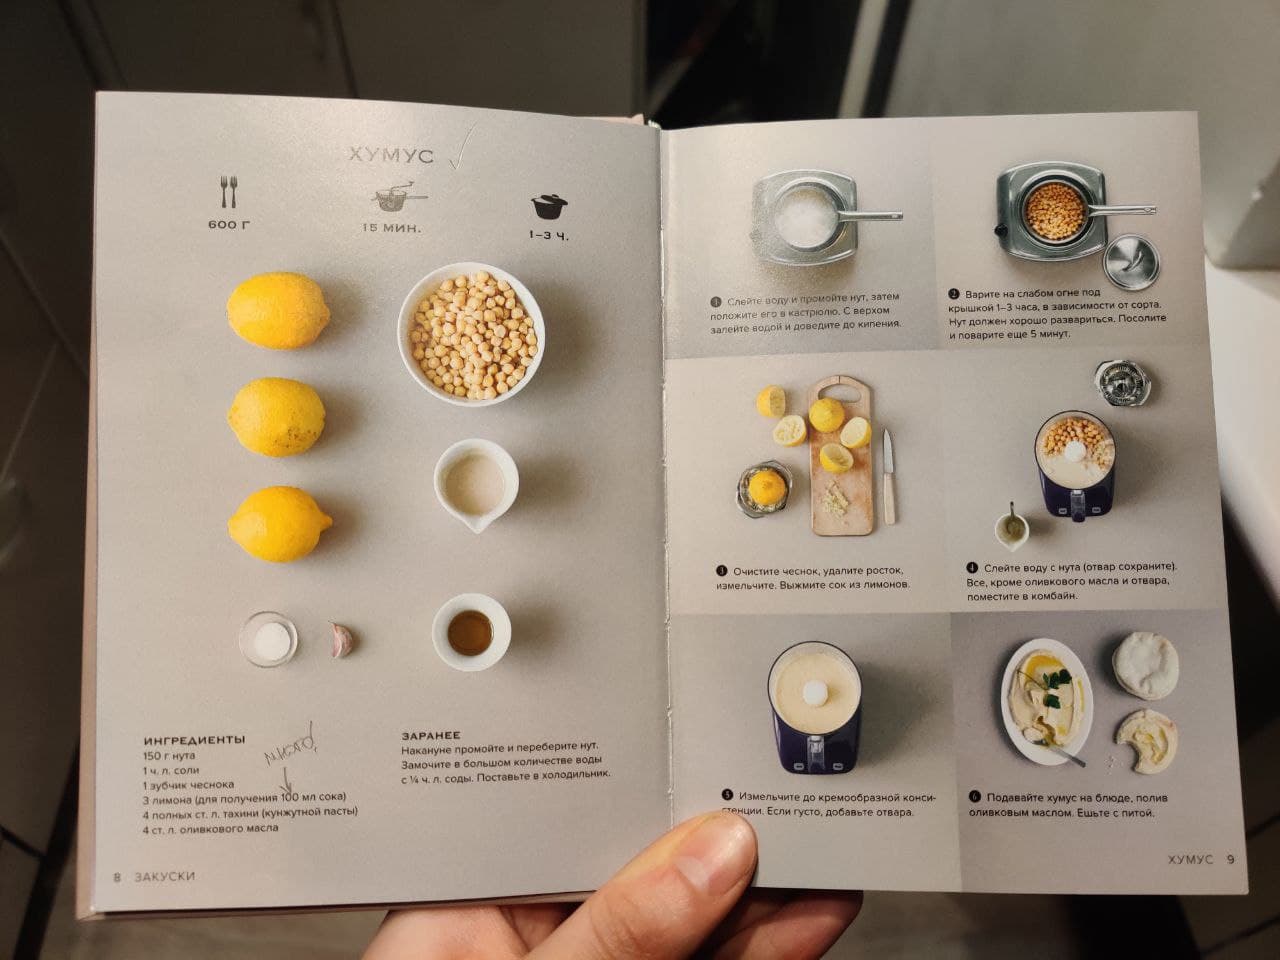 ХУМУС
600 Г
15 МИН.
1–3 Ч.
ИНГРЕДИЕНТЫ
много!
150 г нута
1 ч. л. соли
1 зубчик чеснока
3 лимона (для получения 100 мл сока)
4 полных ст. л. тахини (кунжутной пасты)
4 ст. л. оливкового масла
ЗАРАНЕЕ
Накануне промойте и переберите нут.
Замочите в большом количестве воды
с ¼ ч. л. соды. Поставьте в холодильник.
8 ЗАКУСКИ
1 Слейте воду и промойте нут, затем
положите его в кастрюлю. С верхом
залейте водой и доведите до кипения.
2 Варите на слабом огне под
крышкой 1–3 часа, в зависимости от сорта.
Нут должен хорошо развариться. Посолите
и поварите еще 5 минут.
3 Очистите чеснок, удалите росток,
измельчите. Выжмите сок из лимонов.
4 Слейте воду с нута (отвар сохраните).
Все, кроме оливкового масла и отвара,
поместите в комбайн.
5 Измельчите до кремообразной конси-
стенции. Если густо, добавьте отвара.
6 Подавайте хумус на блюде, полив
оливковым маслом. Ешьте с питой.
ХУМУС 9